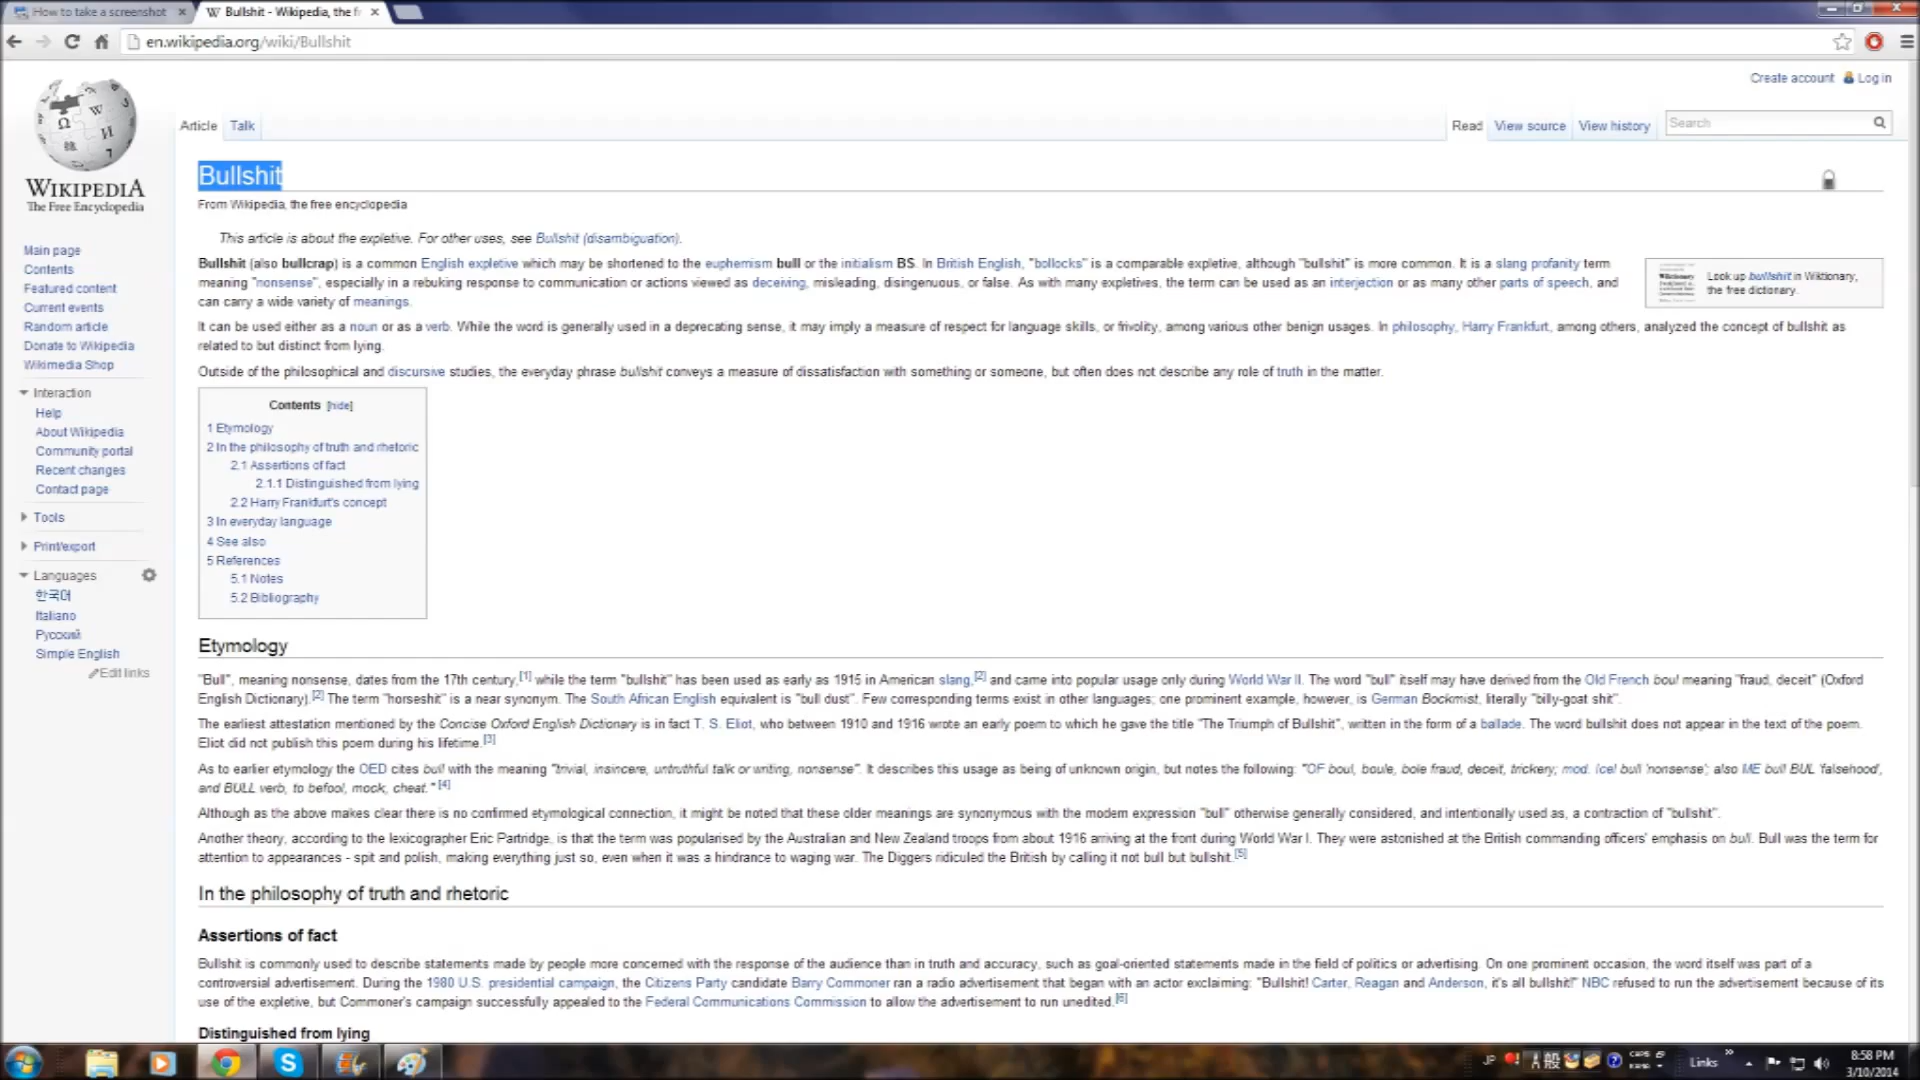 How to take a screenshot
Bullshit - Wikipedia, the fr
en.wikipedia.org/wiki/Bullshit
Create account Log in
Article Talk
Read View source View history Search
WIKIPEDIA
The Free Encyclopedia
Main page
Contents
Featured content
Current events
Random article
Donate to Wikipedia
Wikimedia Shop
Interaction
Help
About Wikipedia
Community portal
Recent changes
Contact page
Tools
Print/export
Languages
한국어
Italiano
Русский
Simple English
Edit links
Bullshit
From Wikipedia, the free encyclopedia
This article is about the expletive. For other uses, see Bullshit (disambiguation).
Bullshit (also bullcrap) is a common English expletive which may be shortened to the euphemism bull or the initialism BS. In British English, "bollocks" is a comparable expletive, although "bullshit" is more common. It is a slang profanity term
meaning "nonsense", especially in a rebuking response to communication or actions viewed as deceiving, misleading, disingenuous, or false. As with many expletives, the term can be used as an interjection or as many other parts of speech, and
can carry a wide variety of meanings.
Look up bullshit in Wiktionary,
the free dictionary.
It can be used either as a noun or as a verb. While the word is generally used in a deprecating sense, it may imply a measure of respect for language skills, or frivolity, among various other benign usages. In philosophy, Harry Frankfurt, among others, analyzed the concept of bullshit as
related to but distinct from lying.
Outside of the philosophical and discursive studies, the everyday phrase bullshit conveys a measure of dissatisfaction with something or someone, but often does not describe any role of truth in the matter.
Contents [hide]
1 Etymology
2 In the philosophy of truth and rhetoric
2.1 Assertions of fact
2.1.1 Distinguished from lying
2.2 Harry Frankfurt's concept
3 In everyday language
4 See also
5 References
5.1 Notes
5.2 Bibliography
Etymology
"Bull", meaning nonsense, dates from the 17th century,[1] while the term "bullshit" has been used as early as 1915 in American slang,[2] and came into popular usage only during World War II. The word "bull" itself may have derived from the Old French boul meaning "fraud, deceit" (Oxford
English Dictionary).[2] The term "horseshit" is a near synonym. The South African English equivalent is "bull dust". Few corresponding terms exist in other languages; one prominent example, however, is German Bockmist, literally "billy-goat shit".
The earliest attestation mentioned by the Concise Oxford English Dictionary is in fact T. S. Eliot, who between 1910 and 1916 wrote an early poem to which he gave the title "The Triumph of Bullshit", written in the form of a ballade. The word bullshit does not appear in the text of the poem.
Eliot did not publish this poem during his lifetime.[3]
As to earlier etymology the OED cites bull with the meaning "trivial, insincere, untruthful talk or writing, nonsense". It describes this usage as being of unknown origin, but notes the following: "OF boul, boule, bole fraud, deceit, trickery; mod. Icel bull 'nonsense'; also ME bull BUL 'falsehood',
and BULL verb, to befool, mock, cheat." [4]
Although as the above makes clear there is no confirmed etymological connection, it might be noted that these older meanings are synonymous with the modern expression "bull" otherwise generally considered, and intentionally used as, a contraction of "bullshit".
Another theory, according to the lexicographer Eric Partridge, is that the term was popularised by the Australian and New Zealand troops from about 1916 arriving at the front during World War I. They were astonished at the British commanding officers' emphasis on bull. Bull was the term for
attention to appearances - spit and polish, making everything just so, even when it was a hindrance to waging war. The Diggers ridiculed the British by calling it not bull but bullshit.[5]
In the philosophy of truth and rhetoric
Assertions of fact
Bullshit is commonly used to describe statements made by people more concerned with the response of the audience than in truth and accuracy, such as goal-oriented statements made in the field of politics or advertising. On one prominent occasion, the word itself was part of a
controversial advertisement. During the 1980 U.S. presidential campaign, the Citizens Party candidate Barry Commoner ran a radio advertisement that began with an actor exclaiming: "Bullshit! Carter, Reagan and Anderson, it's all bullshit!" NBC refused to run the advertisement because of its
use of the expletive, but Commoner's campaign successfully appealed to the Federal Communications Commission to allow the advertisement to run unedited.[6]
Distinguished from lying
JP 般 CAPS KANA Links 8:58 PM
3/10/2014